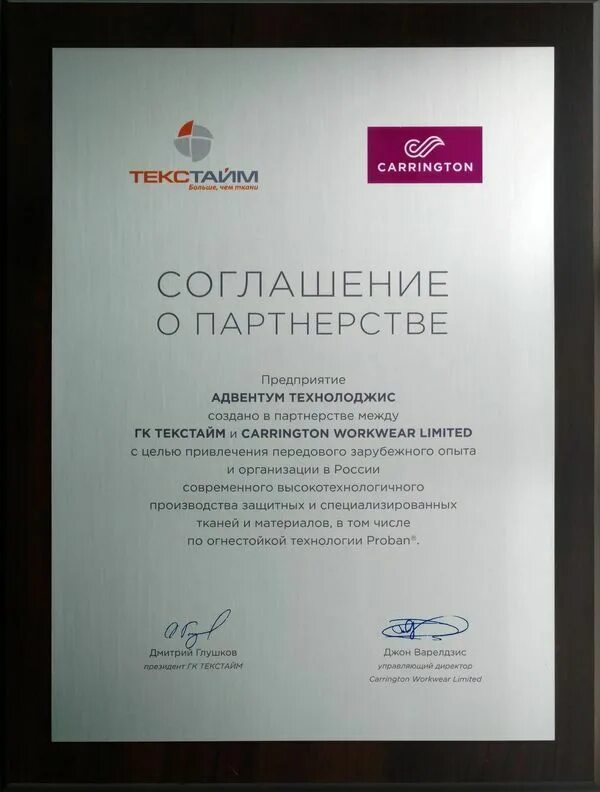 ТЕКСТАЙМ
Больше, чем ткани
CARRINGTON
СОГЛАШЕНИЕ
О ПАРТНЕРСТВЕ
Предприятие
АДВЕНТУМ ТЕХНОЛОДЖИС
создано в партнерстве между
ГК ТЕКСТАЙМ и CARRINGTON WORKWEAR LIMITED
с целью привлечения передового зарубежного опыта
и организации в России
современного высокотехнологичного
производства защитных и специализированных
тканей и материалов, в том числе
по огнестойкой технологии Proban®.
Дмитрий Глушков
президент ГК ТЕКСТАЙМ
Джон Варелдзис
управляющий директор
Carrington Workwear Limited